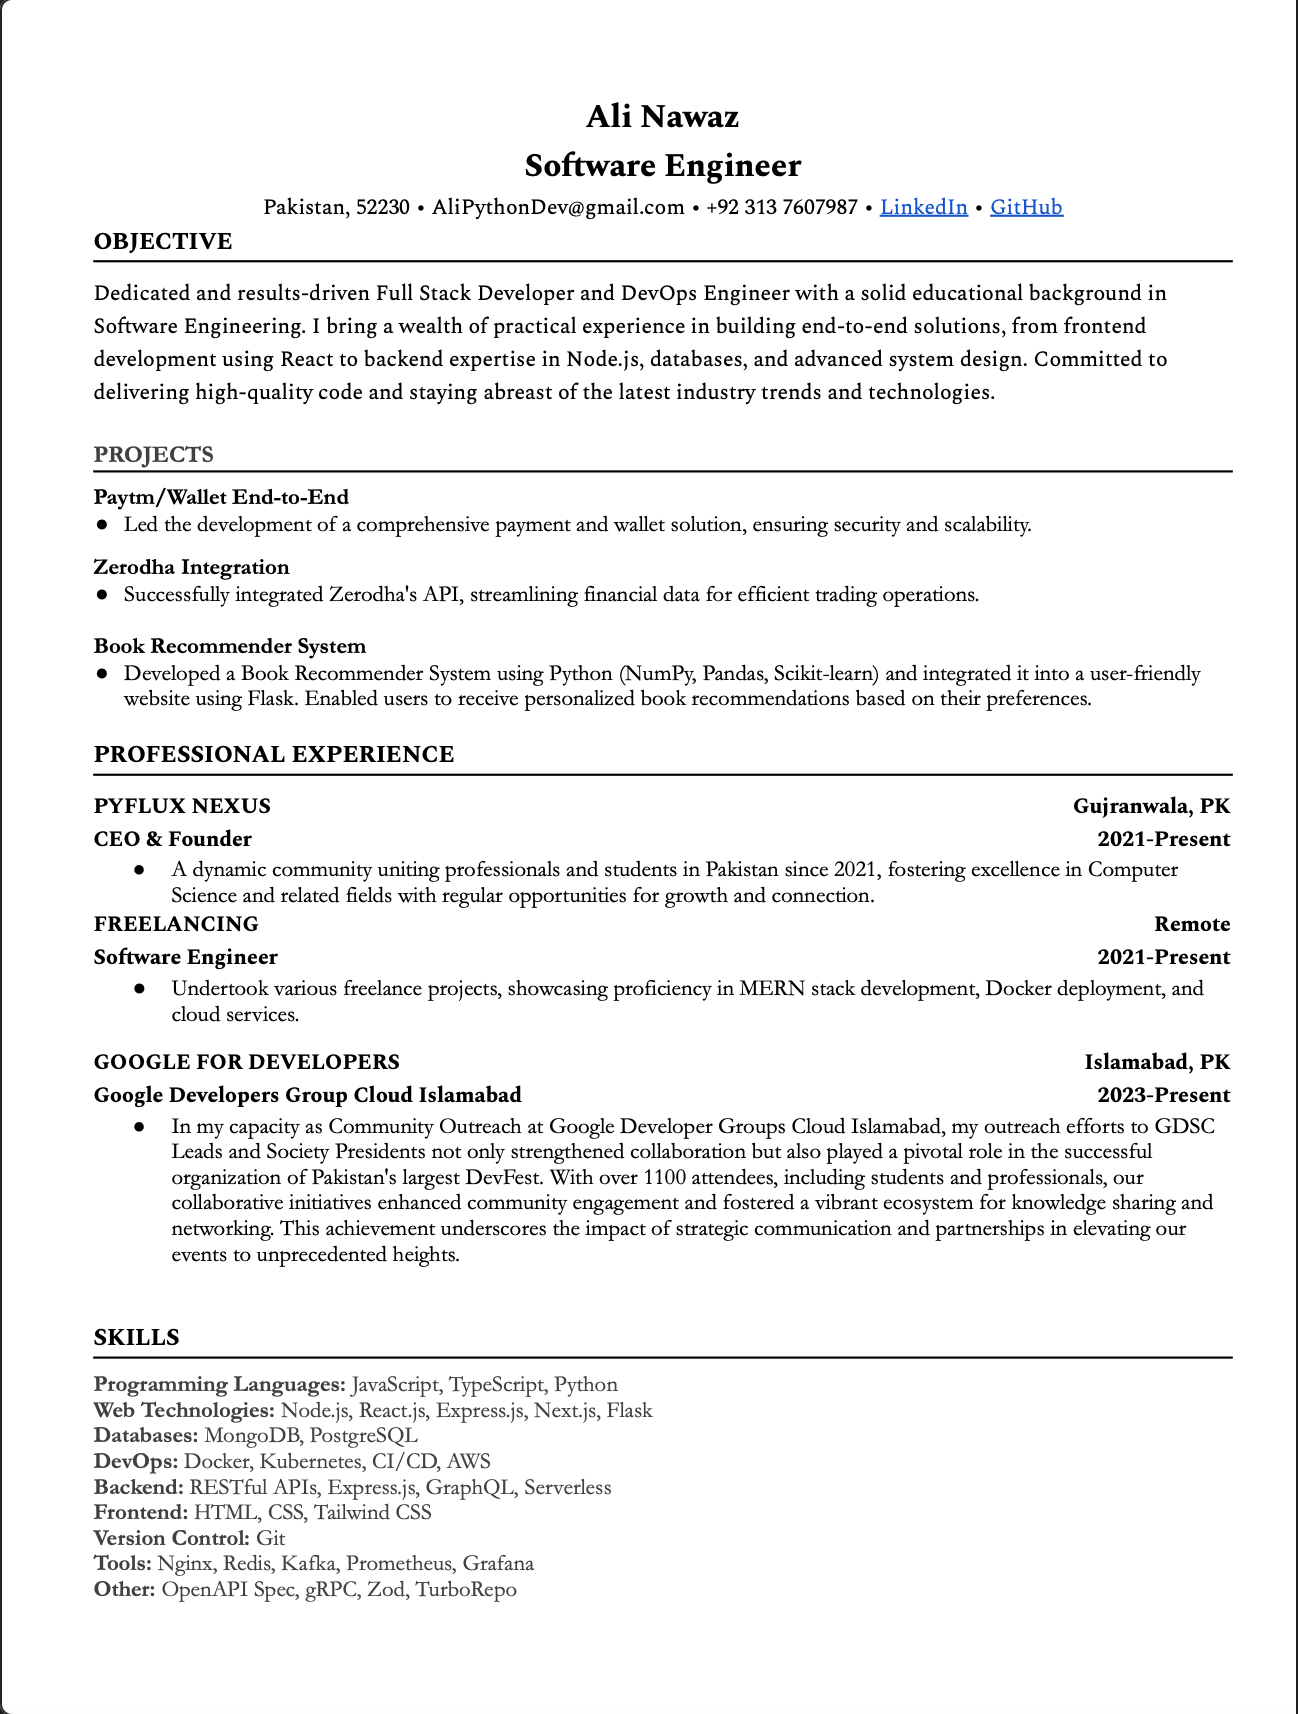 Ali Nawaz
Software Engineer
Pakistan, 52230 • AliPythonDev@gmail.com • +92 313 7607987 • LinkedIn • GitHub
OBJECTIVE
Dedicated and results-driven Full Stack Developer and DevOps Engineer with a solid educational background in
Software Engineering. I bring a wealth of practical experience in building end-to-end solutions, from frontend
development using React to backend expertise in Node.js, databases, and advanced system design. Committed to
delivering high-quality code and staying abreast of the latest industry trends and technologies.
PROJECTS
Paytm/Wallet End-to-End
● Led the development of a comprehensive payment and wallet solution, ensuring security and scalability.
Zerodha Integration
● Successfully integrated Zerodha's API, streamlining financial data for efficient trading operations.
Book Recommender System
● Developed a Book Recommender System using Python (NumPy, Pandas, Scikit-learn) and integrated it into a user-friendly
website using Flask. Enabled users to receive personalized book recommendations based on their preferences.
PROFESSIONAL EXPERIENCE
PYFLUX NEXUS Gujranwala, PK
CEO & Founder 2021-Present
● A dynamic community uniting professionals and students in Pakistan since 2021, fostering excellence in Computer
Science and related fields with regular opportunities for growth and connection.
FREELANCING Remote
Software Engineer 2021-Present
● Undertook various freelance projects, showcasing proficiency in MERN stack development, Docker deployment, and
cloud services.
GOOGLE FOR DEVELOPERS Islamabad, PK
Google Developers Group Cloud Islamabad 2023-Present
● In my capacity as Community Outreach at Google Developer Groups Cloud Islamabad, my outreach efforts to GDSC
Leads and Society Presidents not only strengthened collaboration but also played a pivotal role in the successful
organization of Pakistan's largest DevFest. With over 1100 attendees, including students and professionals, our
collaborative initiatives enhanced community engagement and fostered a vibrant ecosystem for knowledge sharing and
networking. This achievement underscores the impact of strategic communication and partnerships in elevating our
events to unprecedented heights.
SKILLS
Programming Languages: JavaScript, TypeScript, Python
Web Technologies: Node.js, React.js, Express.js, Next.js, Flask
Databases: MongoDB, PostgreSQL
DevOps: Docker, Kubernetes, CI/CD, AWS
Backend: RESTful APIs, Express.js, GraphQL, Serverless
Frontend: HTML, CSS, Tailwind CSS
Version Control: Git
Tools: Nginx, Redis, Kafka, Prometheus, Grafana
Other: OpenAPI Spec, gRPC, Zod, TurboRepo